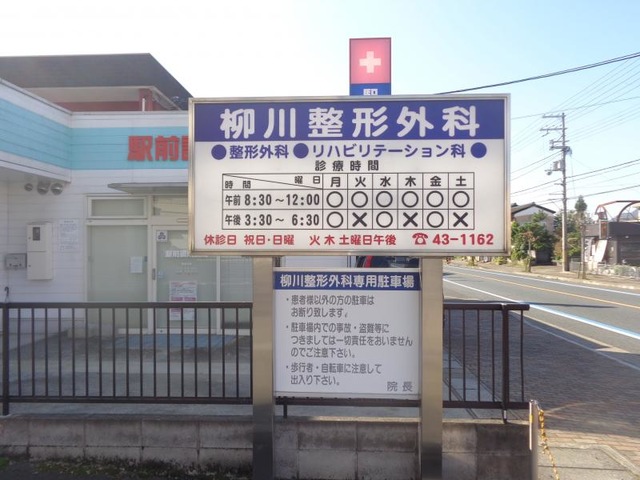 柳川整形外科
●整形外科●リハビリテーション科●
診療時間
時間 曜日 月 火 水 木 金 土
午前 8:30～12:00 ○ ○ ○ ○ ○ ○
午後 3:30～ 6:30 ○ × ○ × ○ ×
休診日 祝日・日曜 火 木 土曜日午後 ☎43-1162
柳川整形外科専用駐車場
・患者様以外の方の駐車は
お断り致します。
・駐車場内での事故・盗難等に
つきましては一切責任をおいません
のでご注意下さい。
・歩行者・自転車に注意して
出入り下さい。
院長
駅前